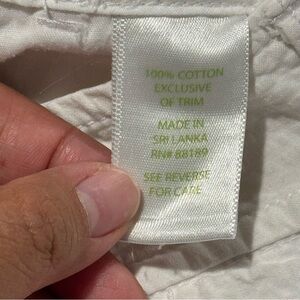 100% COTTON
EXCLUSIVE
OF TRIM
MADE IN
SRI LANKA
RN# 88189
SEE REVERSE
FOR CARE